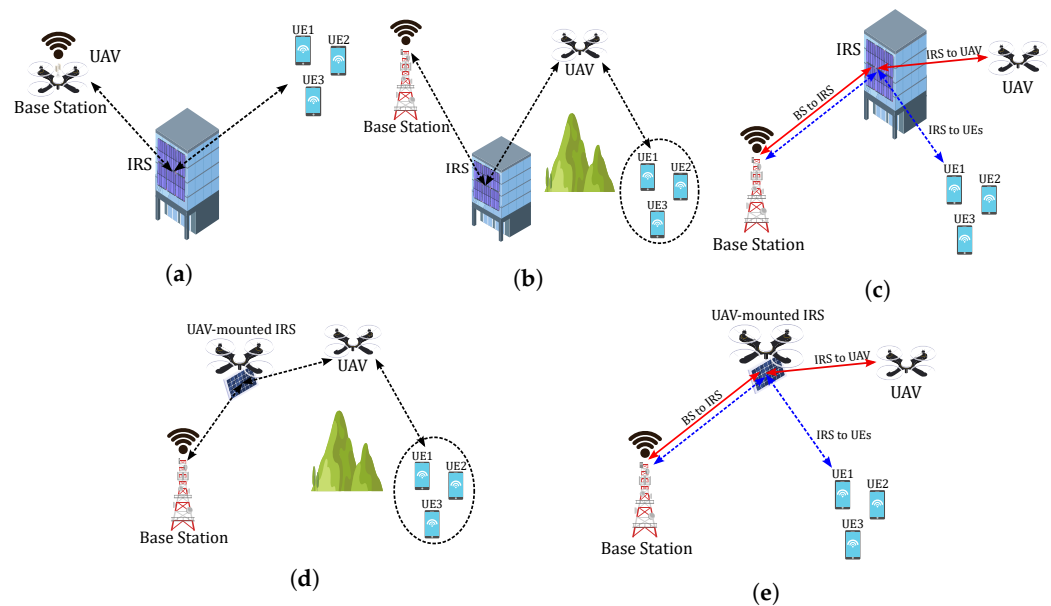 UAV
Base Station
IRS
UE1
UE2
UE3
(a)
Base Station
IRS
UAV
UE1
UE2
UE3
(b)
IRS
IRS to UAV
UAV
BS to IRS
IRS to UEs
UE1
UE2
UE3
Base Station
(c)
UAV-mounted IRS
UAV
Base Station
UE1
UE2
UE3
(d)
UAV-mounted IRS
IRS to UAV
UAV
BS to IRS
IRS to UEs
UE1
UE2
UE3
Base Station
(e)